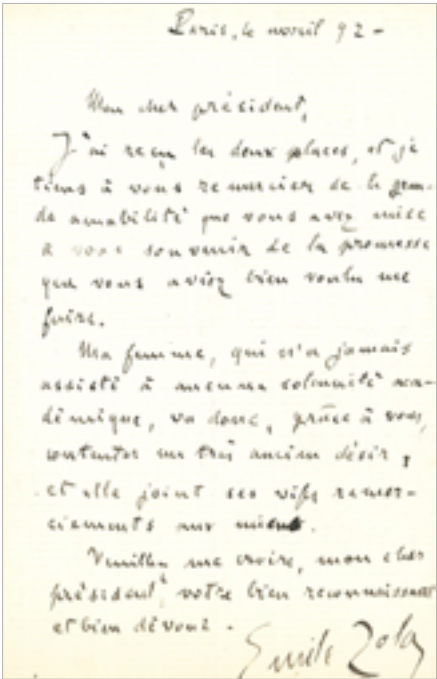 Paris, le avril 92 -
Mon cher président,
J'ai reçu les deux places, et je
tiens à vous remercier de la gran-
de amabilité que vous avez mise
à vous souvenir de la promesse
que vous aviez bien voulu me
faire.
Ma femme, qui n'a jamais
assisté à aucune solennité aca-
démique, va donc, grâce à vous,
contenter un très ancien désir,
et elle joint ses vifs remer-
ciements aux miens.
Veuillez me croire, mon cher
président, votre bien reconnaissant
et bien dévoué -
Emile Zola